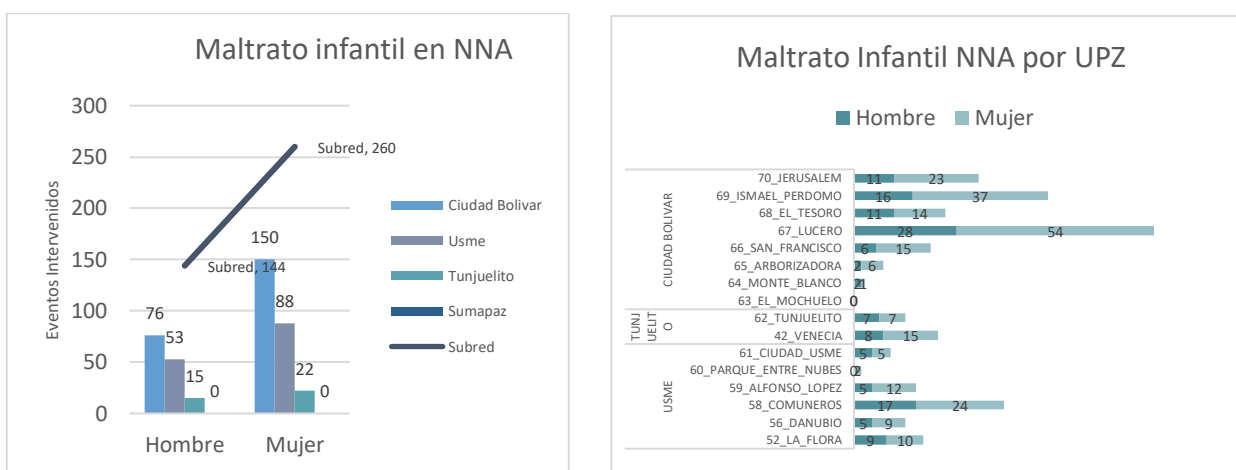 Maltrato infantil en NNA
300
250
200
150
100
50
0
Eventos Intervenidos
Subred, 260
Subred, 144
76
53
15
0
150
88
22
0
Hombre
Mujer
Ciudad Bolivar
Usme
Tunjuelito
Sumapaz
Subred
Maltrato Infantil NNA por UPZ
Hombre Mujer
CIUDAD BOLIVAR
70_JERUSALEM 11 23
69_ISMAEL_PERDOMO 16 37
68_EL_TESORO 11 14
67_LUCERO 28 54
66_SAN_FRANCISCO 6 15
65_ARBORIZADORA 2 6
64_MONTE_BLANCO 2 1
63_EL_MOCHUELO 0 0
TUNJ
UELIT
O
62_TUNJUELITO 7 7
42_VENECIA 8 15
USME
61_CIUDAD_USME 5 5
60_PARQUE_ENTRE_NUBES 0 2
59_ALFONSO_LOPEZ 5 12
58_COMUNEROS 17 24
56_DANUBIO 5 9
52_LA_FLORA 9 10